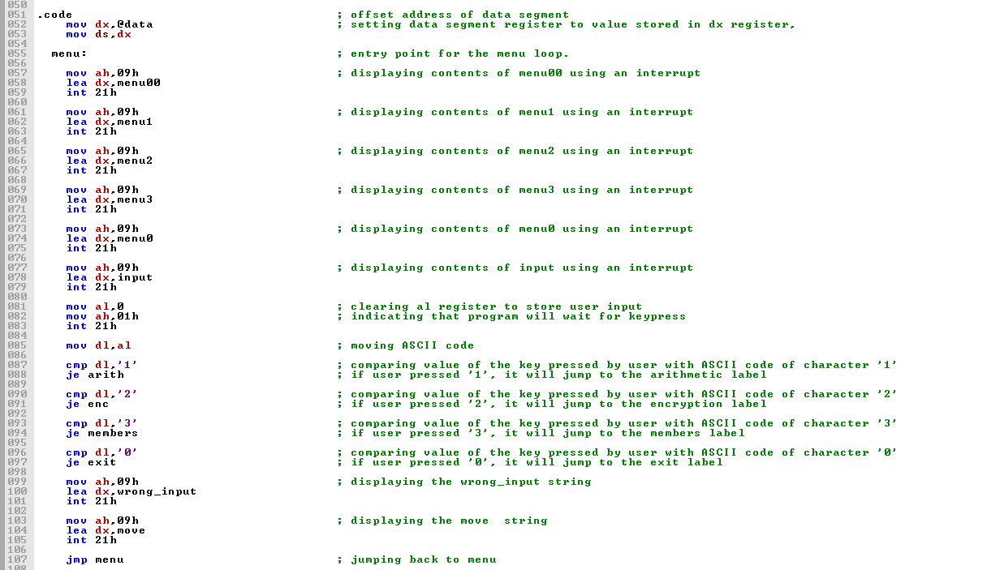 050
051 .code ; offset address of data segment
052 mov dx,@data ; setting data segment register to value stored in dx register,
053 mov ds,dx
054
055 menu: ; entry point for the menu loop.
056
057 mov ah,09h ; displaying contents of menu00 using an interrupt
058 lea dx,menu00
059 int 21h
060
061 mov ah,09h ; displaying contents of menu1 using an interrupt
062 lea dx,menu1
063 int 21h
064
065 mov ah,09h ; displaying contents of menu2 using an interrupt
066 lea dx,menu2
067 int 21h
068
069 mov ah,09h ; displaying contents of menu3 using an interrupt
070 lea dx,menu3
071 int 21h
072
073 mov ah,09h ; displaying contents of menu0 using an interrupt
074 lea dx,menu0
075 int 21h
076
077 mov ah,09h ; displaying contents of input using an interrupt
078 lea dx,input
079 int 21h
080
081 mov al,0 ; clearing al register to store user input
082 mov ah,01h ; indicating that program will wait for keypress
083 int 21h
084
085 mov dl,al ; moving ASCII code
086
087 cmp dl,'1' ; comparing value of the key pressed by user with ASCII code of character '1'
088 je arith ; if user pressed '1', it will jump to the arithmetic label
089
090 cmp dl,'2' ; comparing value of the key pressed by user with ASCII code of character '2'
091 je enc ; if user pressed '2', it will jump to the encryption label
092
093 cmp dl,'3' ; comparing value of the key pressed by user with ASCII code of character '3'
094 je members ; if user pressed '3', it will jump to the members label
095
096 cmp dl,'0' ; comparing value of the key pressed by user with ASCII code of character '0'
097 je exit ; if user pressed '0', it will jump to the exit label
098
099 mov ah,09h ; displaying the wrong_input string
100 lea dx,wrong_input
101 int 21h
102
103 mov ah,09h ; displaying the move  string
104 lea dx,move
105 int 21h
106
107 jmp menu ; jumping back to menu
108